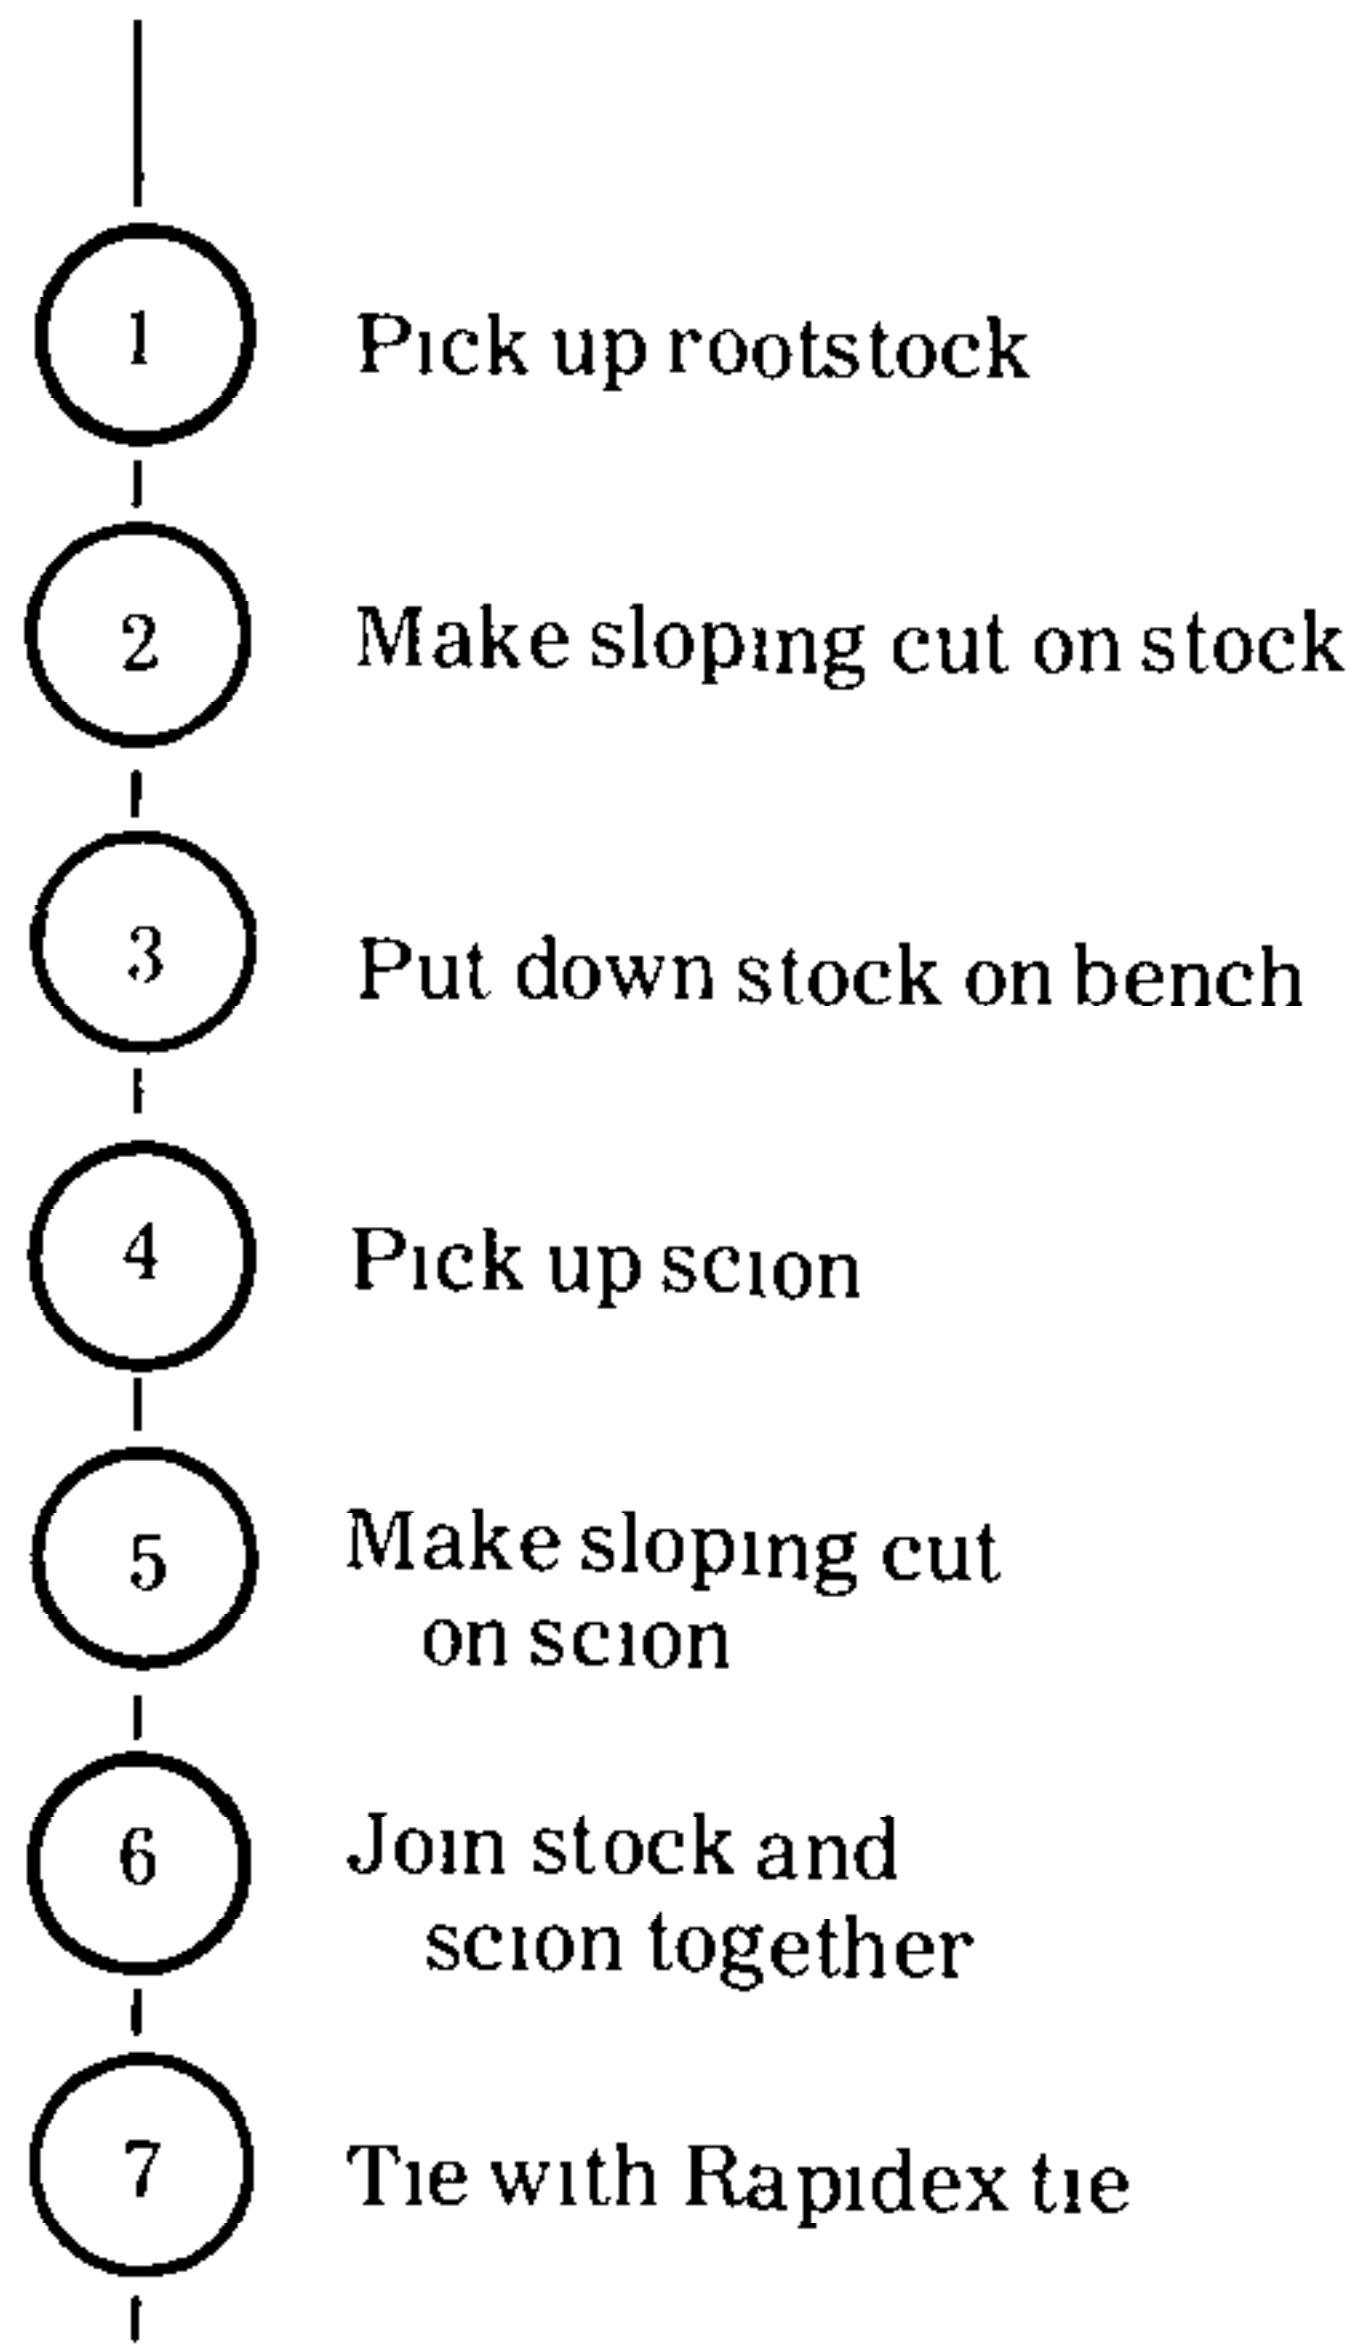 1 Pick up rootstock
2 Make sloping cut on stock
3 Put down stock on bench
4 Pick up scion
5 Make sloping cut
on scion
6 Join stock and
scion together
7 Tie with Rapidex tie